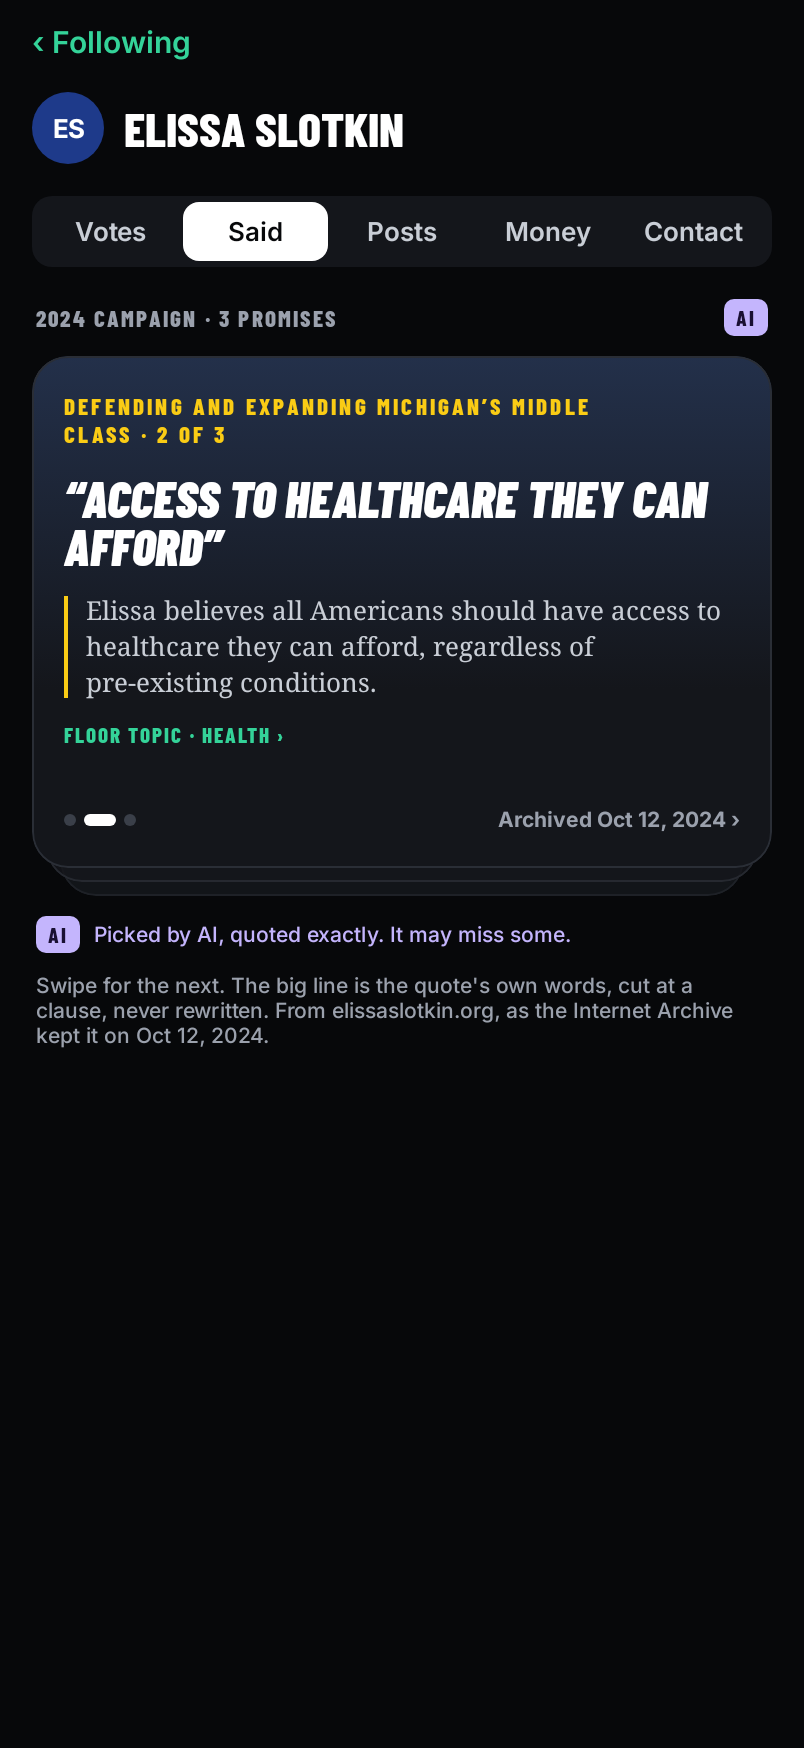 ‹ Following
ES
ELISSA SLOTKIN
Votes
Said
Posts
Money
Contact
2024 CAMPAIGN · 3 PROMISES
AI
DEFENDING AND EXPANDING MICHIGAN’S MIDDLE
CLASS · 2 OF 3
“ACCESS TO HEALTHCARE THEY CAN
AFFORD”
Elissa believes all Americans should have access to
healthcare they can afford, regardless of
pre-existing conditions.
FLOOR TOPIC · HEALTH ›
Archived Oct 12, 2024 ›
AI
Picked by AI, quoted exactly. It may miss some.
Swipe for the next. The big line is the quote's own words, cut at a
clause, never rewritten. From elissaslotkin.org, as the Internet Archive
kept it on Oct 12, 2024.